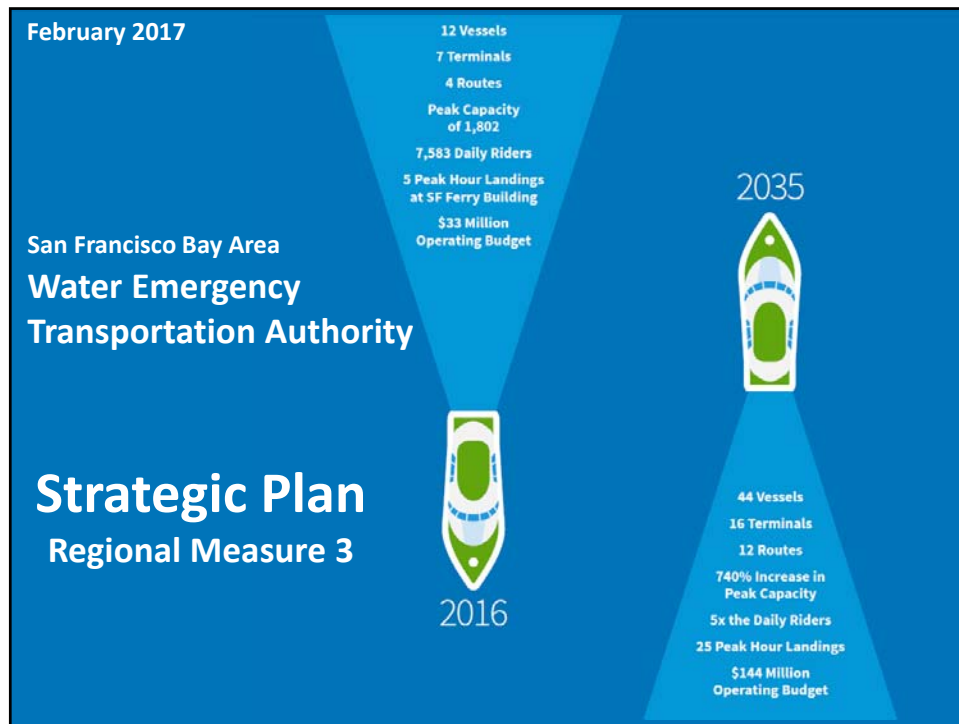 February 2017
12 Vessels
7 Terminals
4 Routes
Peak Capacity
of 1,802
7,583 Daily Riders
5 Peak Hour Landings
at SF Ferry Building
$33 Million
Operating Budget
San Francisco Bay Area
Water Emergency
Transportation Authority
Strategic Plan
Regional Measure 3
2016
2035
44 Vessels
16 Terminals
12 Routes
740% Increase in
Peak Capacity
5x the Daily Riders
25 Peak Hour Landings
$144 Million
Operating Budget